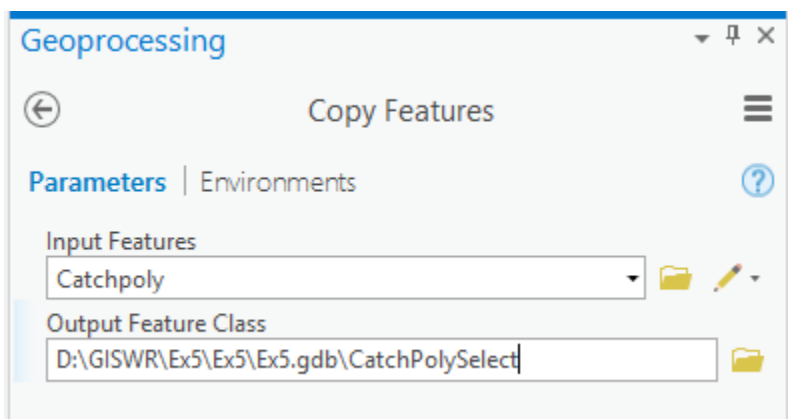 Geoprocessing
Copy Features
Parameters | Environments
?
Input Features
Catchpoly
Output Feature Class
D:\GISWR\Ex5\Ex5\Ex5.gdb\CatchPolySelect